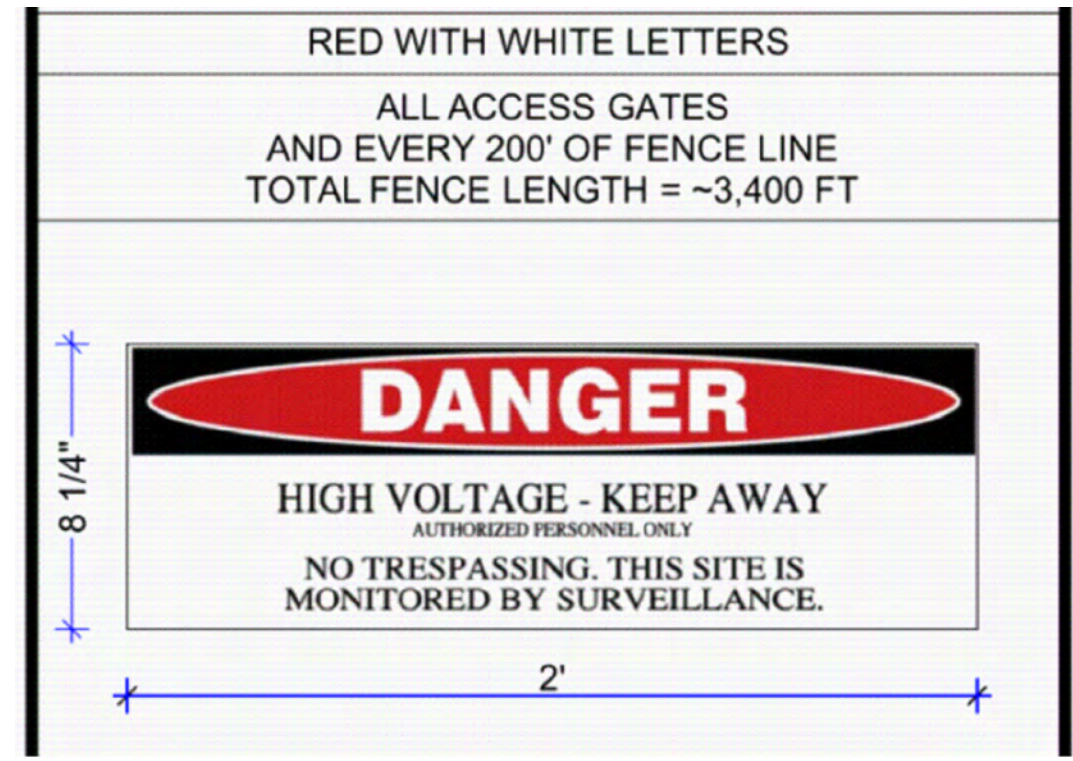 RED WITH WHITE LETTERS
ALL ACCESS GATES
AND EVERY 200' OF FENCE LINE
TOTAL FENCE LENGTH = ~3,400 FT
DANGER
HIGH VOLTAGE - KEEP AWAY
AUTHORIZED PERSONNEL ONLY
NO TRESPASSING. THIS SITE IS
MONITORED BY SURVEILLANCE.
8 1/4"
2'